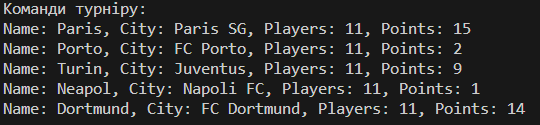 Команди турніру:
Name: Paris, City: Paris SG, Players: 11, Points: 15
Name: Porto, City: FC Porto, Players: 11, Points: 2
Name: Turin, City: Juventus, Players: 11, Points: 9
Name: Neapol, City: Napoli FC, Players: 11, Points: 1
Name: Dortmund, City: FC Dortmund, Players: 11, Points: 14